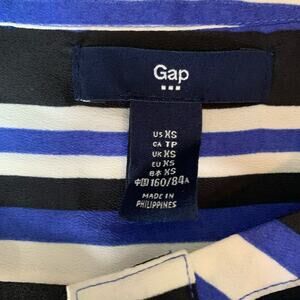 Gap
US XS
CA TP
UK XS
EU XS
日本 XS
中国 160/84A
MADE IN
PHILIPPINES